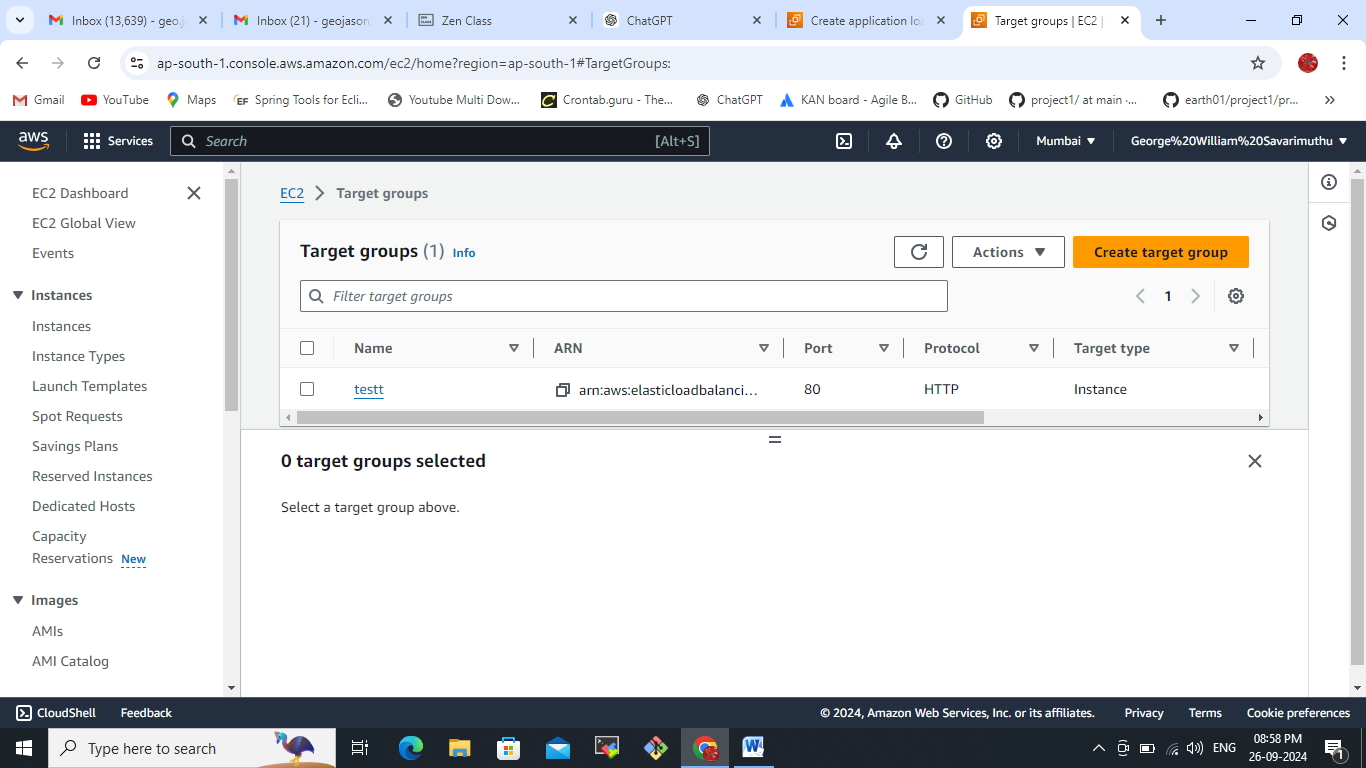 Inbox (13,639) - geo.j
Inbox (21) - geojason
Zen Class
ChatGPT
Create application loa
Target groups | EC2 |
ap-south-1.console.aws.amazon.com/ec2/home?region=ap-south-1#TargetGroups:
Gmail
YouTube
Maps
EF Spring Tools for Ecli...
Youtube Multi Dow...
Crontab.guru - The...
ChatGPT
KAN board - Agile B...
GitHub
project1/ at main ·...
earth01/project1/pr...
aws
Services
Search
[Alt+S]
Mumbai
George%20William%20Savarimuthu
EC2 Dashboard
EC2 Global View
Events
Instances
Instances
Instance Types
Launch Templates
Spot Requests
Savings Plans
Reserved Instances
Dedicated Hosts
Capacity
Reservations New
Images
AMIs
AMI Catalog
EC2 > Target groups
Target groups (1) Info
Actions
Create target group
Filter target groups
1
Name ARN Port Protocol Target type
testt arn:aws:elasticloadbalanci... 80 HTTP Instance
0 target groups selected
Select a target group above.
CloudShell Feedback
© 2024, Amazon Web Services, Inc. or its affiliates. Privacy Terms Cookie preferences
Type here to search
ENG
08:58 PM
26-09-2024
1